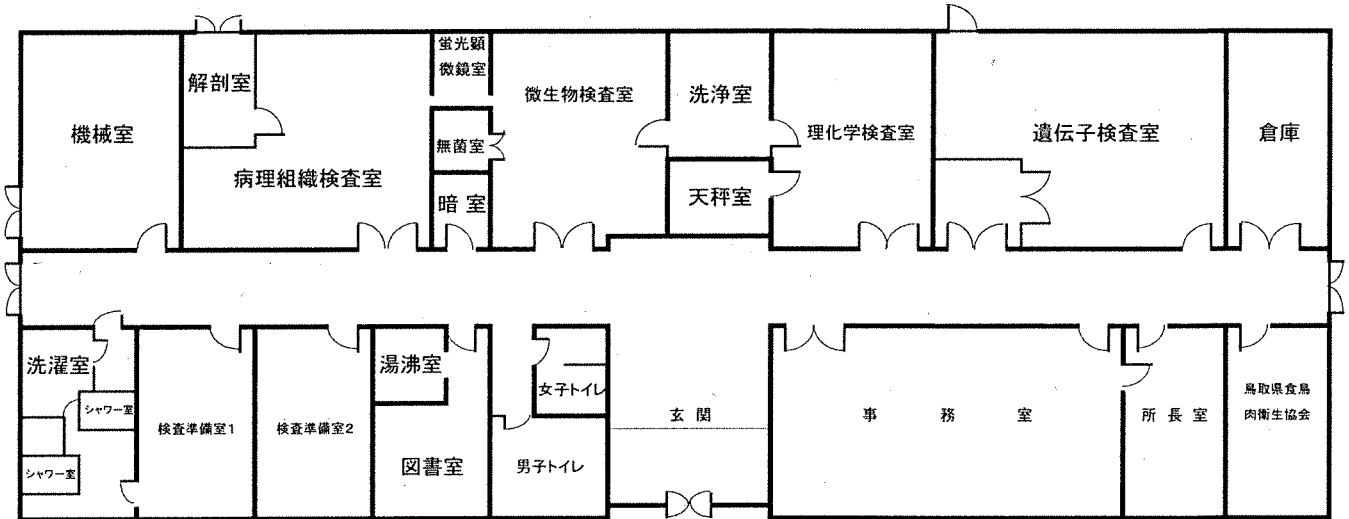 機械室
解剖室
病理組織検査室
蛍光顕
微鏡室
無菌室
暗室
微生物検査室
洗浄室
天秤室
理化学検査室
遺伝子検査室
倉庫
洗濯室
シャワー室
シャワー室
検査準備室1
検査準備室2
湯沸室
図書室
女子トイレ
男子トイレ
玄関
事務室
所長室
鳥取県食鳥
肉衛生協会